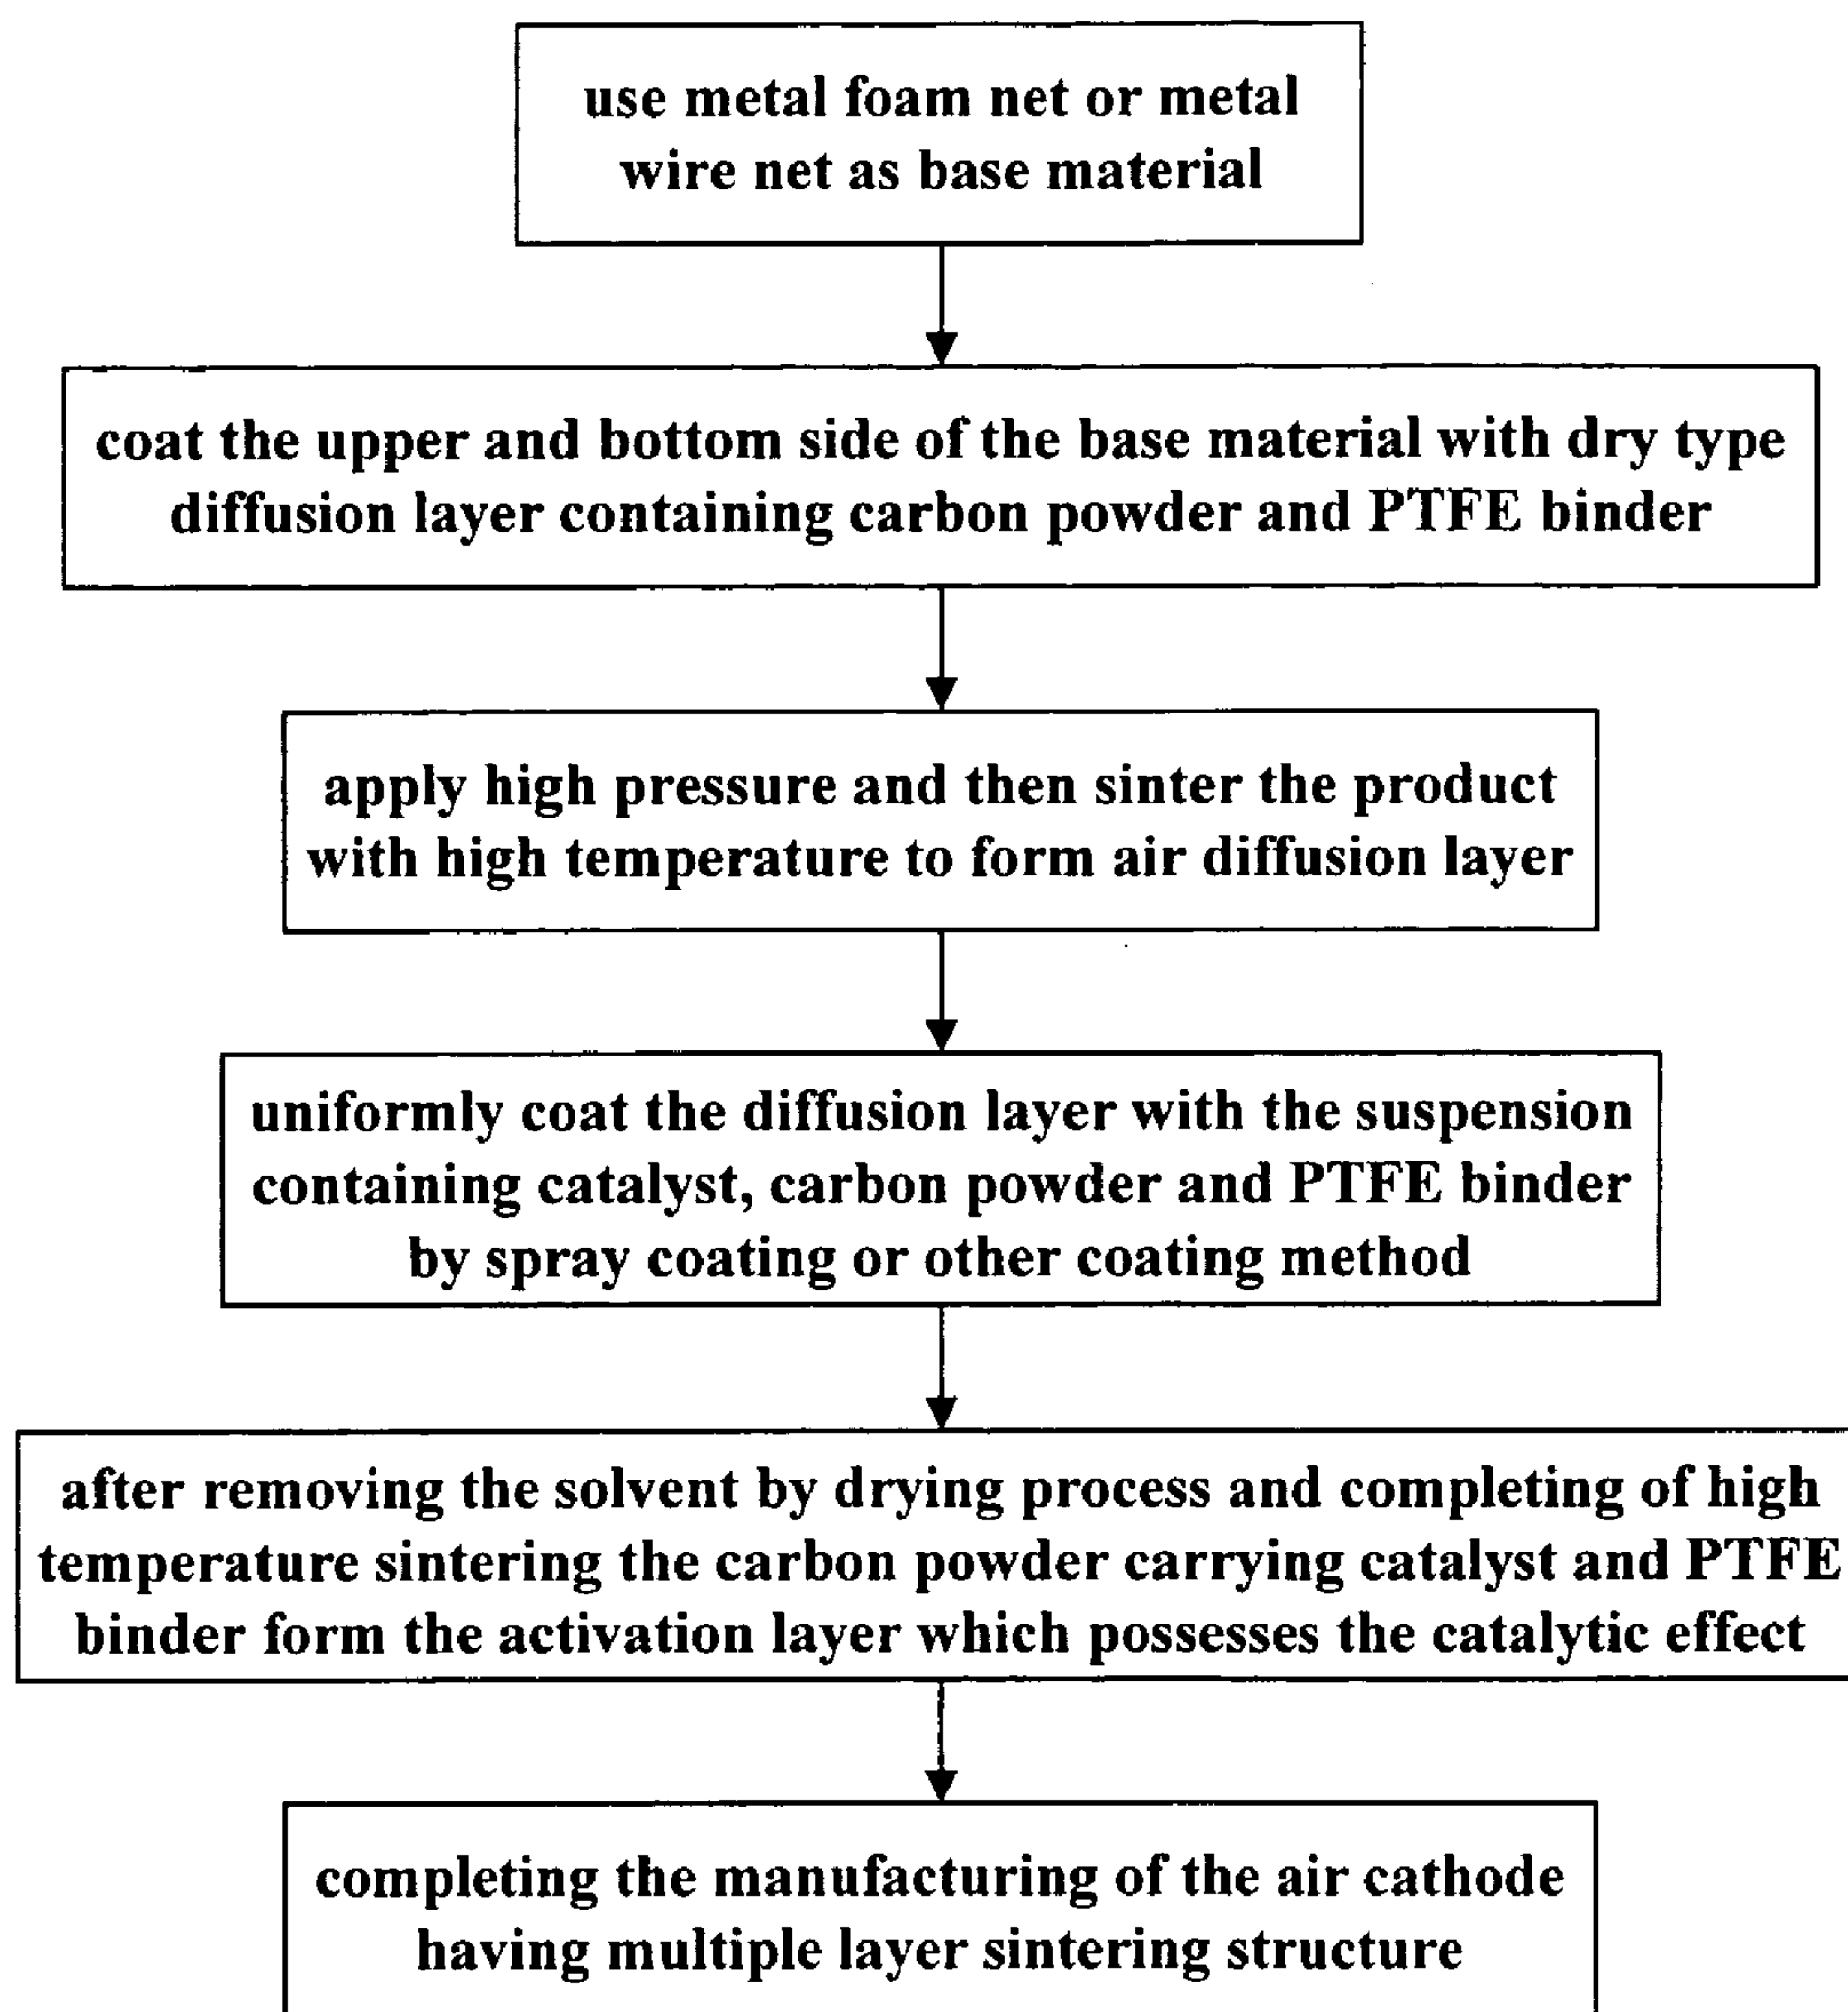 use metal foam net or metal
wire net as base material
coat the upper and bottom side of the base material with dry type
diffusion layer containing carbon powder and PTFE binder
apply high pressure and then sinter the product
with high temperature to form air diffusion layer
uniformly coat the diffusion layer with the suspension
containing catalyst, carbon powder and PTFE binder
by spray coating or other coating method
after removing the solvent by drying process and completing of high
temperature sintering the carbon powder carrying catalyst and PTFE
binder form the activation layer which possesses the catalytic effect
completing the manufacturing of the air cathode
having multiple layer sintering structure